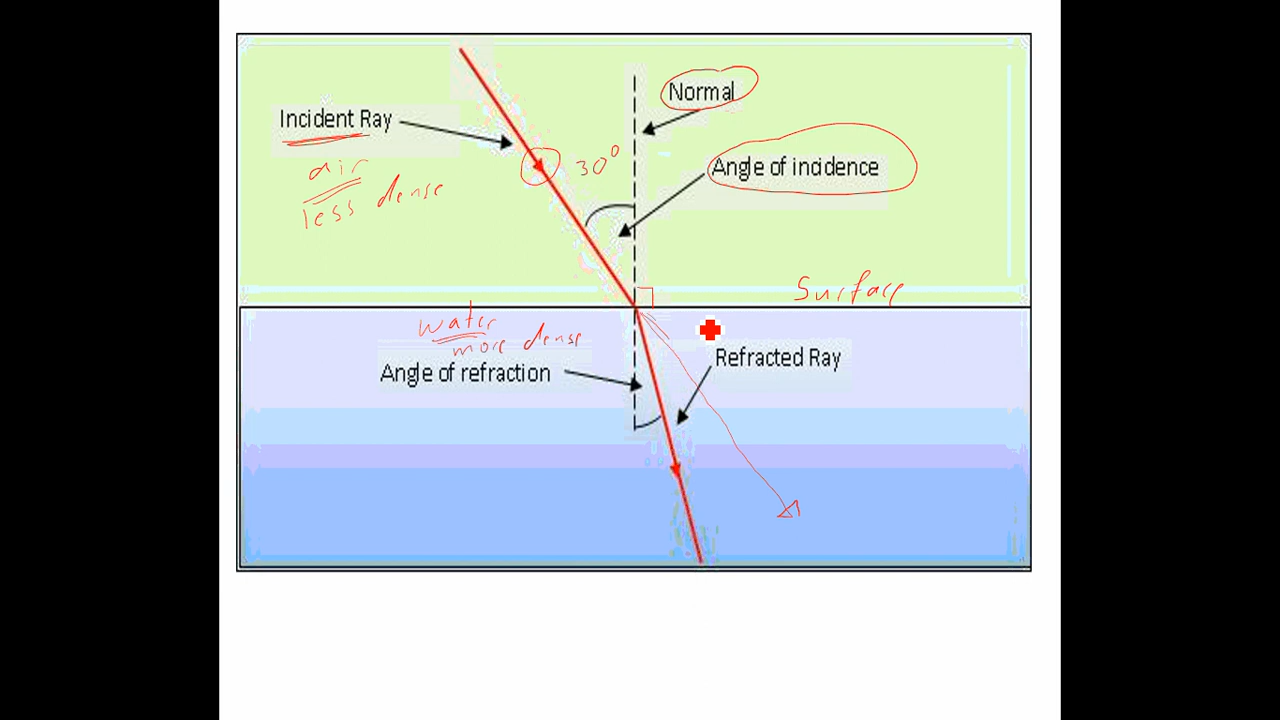 Normal
Incident Ray
30°
Angle of incidence
air
less dense
Surface
water
more dense
Refracted Ray
Angle of refraction